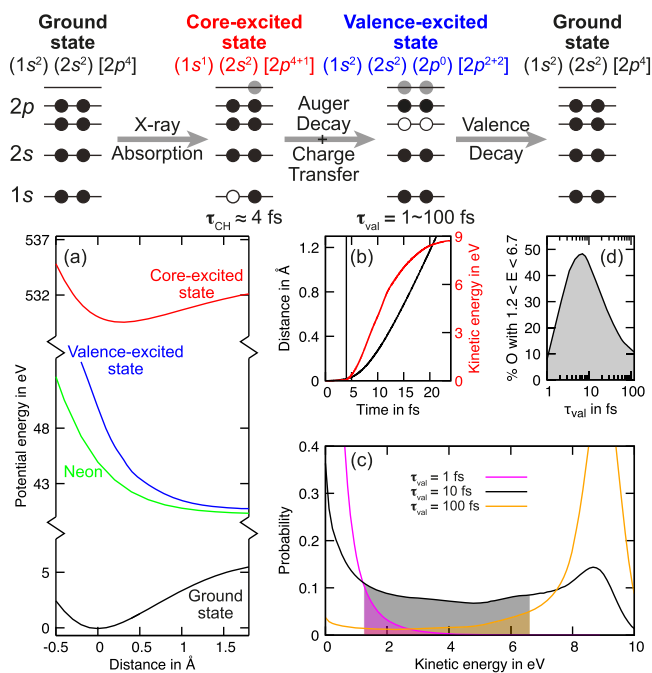 Ground state
Core-excited state
Valence-excited state
Ground state
(1s²) (2s²) [2p⁴]
(1s¹) (2s²) [2p⁴⁺¹]
(1s²) (2s²) (2p⁰) [2p²⁺²]
(1s²) (2s²) [2p⁴]
2p
2s
1s
X-ray
Absorption
Auger
Decay
+
Charge
Transfer
Valence
Decay
τCH ≈ 4 fs
τval = 1~100 fs
(a)
537
532
48
43
5
0
Potential energy in eV
Core-excited
state
Valence-excited
state
Neon
Ground
state
-0.5 0 0.5 1 1.5
Distance in Å
(b)
1.2
0.8
0.4
0.0
Distance in Å
9
6
3
0
Kinetic energy in eV
0 5 10 15 20
Time in fs
(d)
50
40
30
20
10
0
% O with 1.2 < E < 6.7
1 10 100
τval in fs
(c)
τval = 1 fs
τval = 10 fs
τval = 100 fs
0.4
0.3
0.2
0.1
0
Probability
0 2 4 6 8 10
Kinetic energy in eV